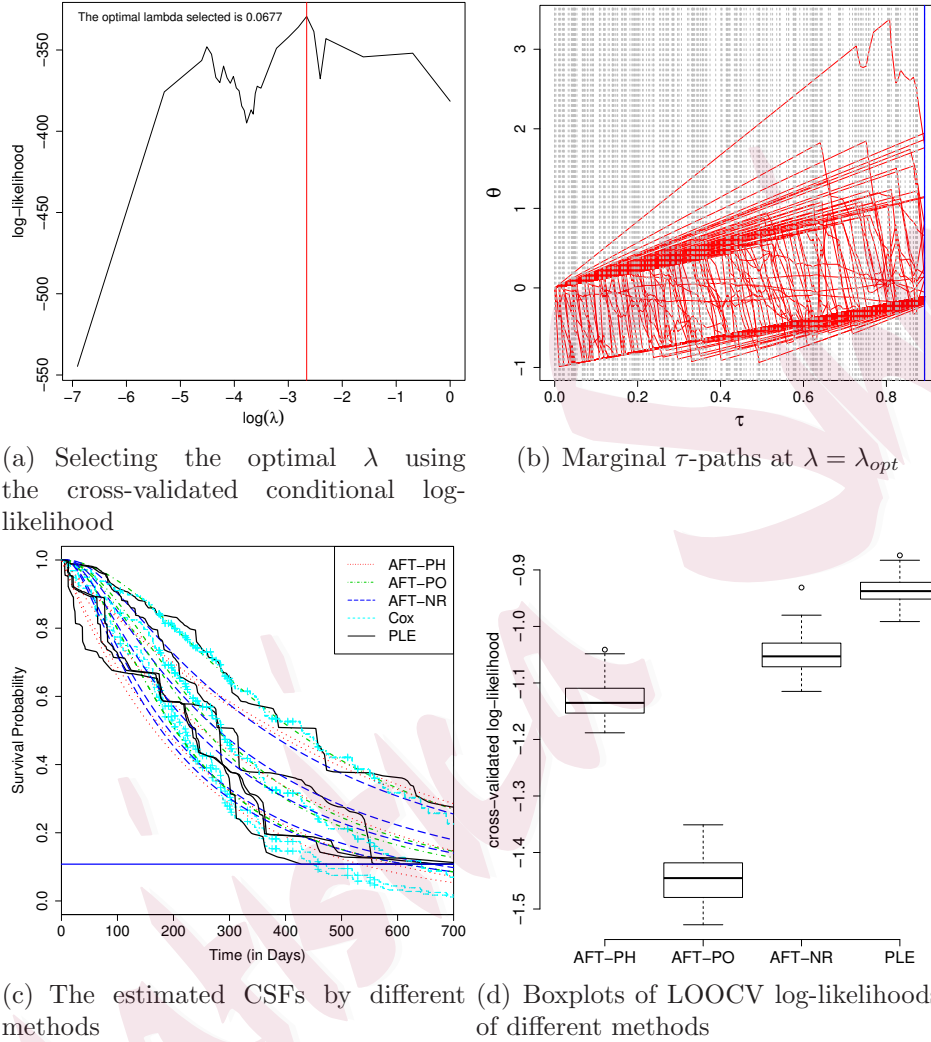 The optimal lambda selected is 0.0677
log-likelihood
-350
-400
-450
-500
-550
-7 -6 -5 -4 -3 -2 -1 0
log(λ)
(a) Selecting the optimal λ using
the cross-validated conditional log-
likelihood
θ
3
2
1
0
-1
0.0 0.2 0.4 0.6 0.8
τ
(b) Marginal τ-paths at λ = λopt
Survival Probability
1.0
0.8
0.6
0.4
0.2
0.0
AFT-PH
AFT-PO
AFT-NR
Cox
PLE
0 100 200 300 400 500 600 700
Time (in Days)
(c) The estimated CSFs by different
methods
cross-validated log-likelihood
-0.9
-1.0
-1.1
-1.2
-1.3
-1.4
-1.5
AFT-PH AFT-PO AFT-NR PLE
(d) Boxplots of LOOCV log-likelihoods
of different methods